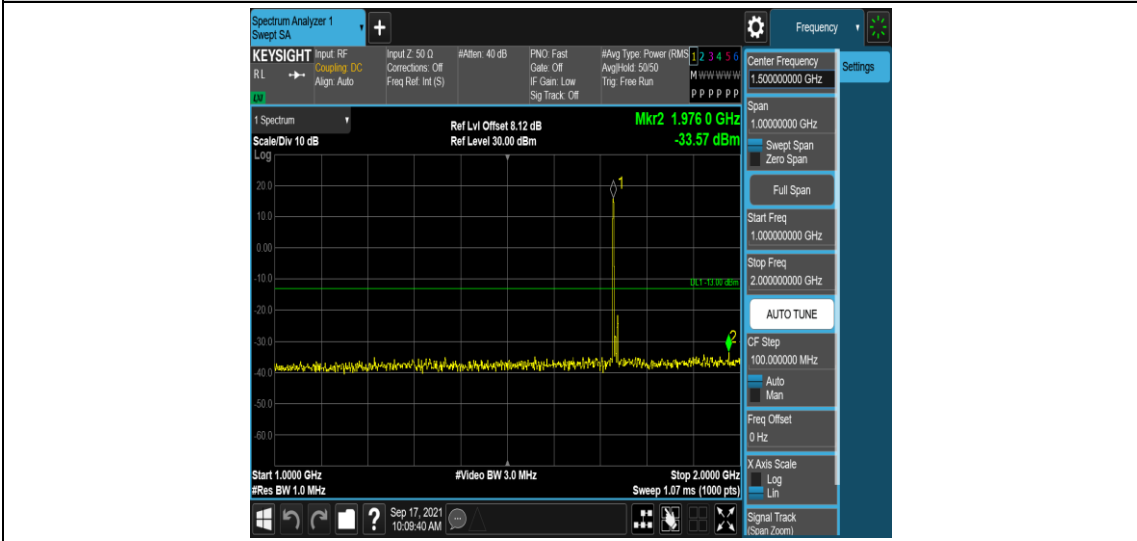 Spectrum Analyzer 1
Swept SA
+
Frequency
KEYSIGHT
RL
Input: RF
Coupling: DC
Align: Auto
Input Z: 50 Ω
Corrections: Off
Freq Ref: Int (S)
#Atten: 40 dB
PNO: Fast
Gate: Off
IF Gain: Low
Sig Track: Off
#Avg Type: Power (RMS
Avg|Hold: 50/50
Trig: Free Run
1 2 3 4 5 6
M W W W W W
P P P P P P
1 Spectrum
Scale/Div 10 dB
Ref Lvl Offset 8.12 dB
Ref Level 30.00 dBm
Mkr2 1.976 0 GHz
-33.57 dBm
Log
1
20.0
10.0
0.00
-10.0
DL1 -13.00 dBm
-20.0
2
-30.0
-40.0
-50.0
-60.0
Start 1.0000 GHz
#Video BW 3.0 MHz
Stop 2.0000 GHz
#Res BW 1.0 MHz
Sweep 1.07 ms (1000 pts)
?
Sep 17, 2021
10:09:40 AM
Center Frequency
1.500000000 GHz
Settings
Span
1.00000000 GHz
Swept Span
Zero Span
Full Span
Start Freq
1.000000000 GHz
Stop Freq
2.000000000 GHz
AUTO TUNE
CF Step
100.000000 MHz
Auto
Man
Freq Offset
0 Hz
X Axis Scale
Log
Lin
Signal Track
(Span Zoom)